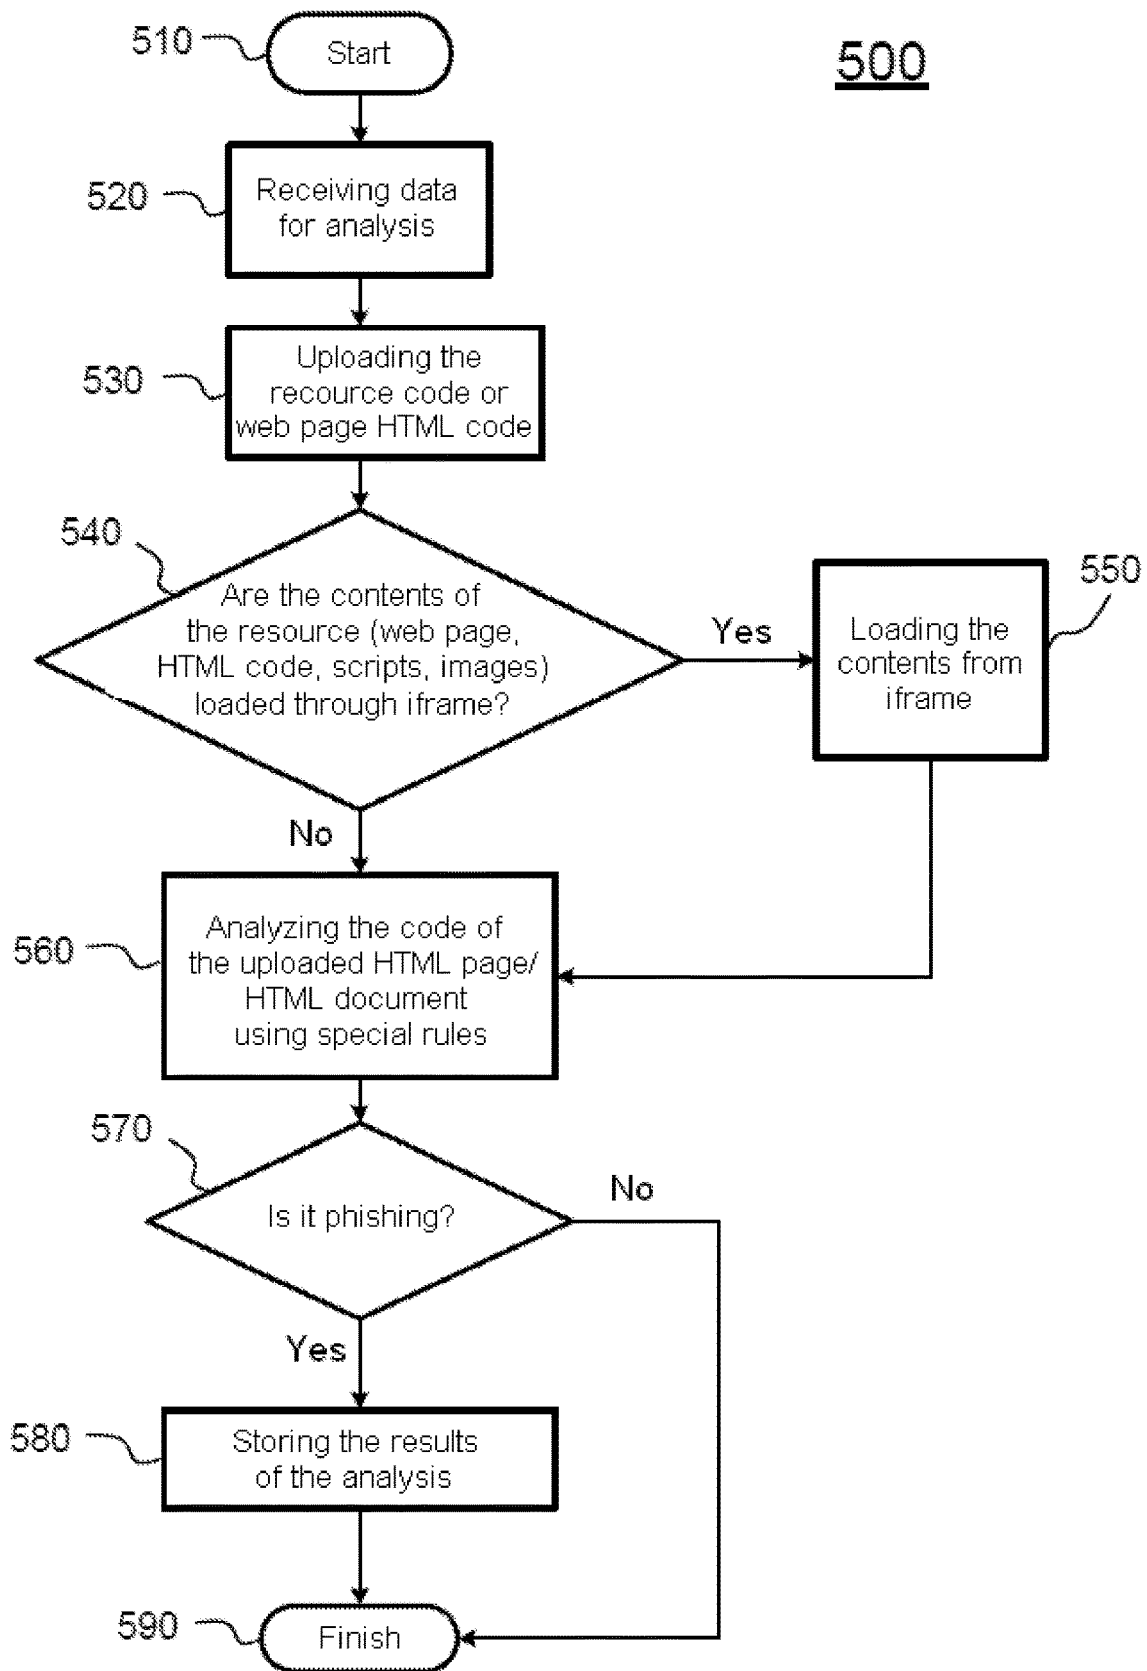 510
Start
500
520
Receiving data
for analysis
530
Uploading the
recource code or
web page HTML code
540
Are the contents of
the resource (web page,
HTML code, scripts, images)
loaded through iframe?
Yes
550
Loading the
contents from
iframe
No
560
Analyzing the code of
the uploaded HTML page/
HTML document
using special rules
570
Is it phishing?
No
Yes
580
Storing the results
of the analysis
590
Finish